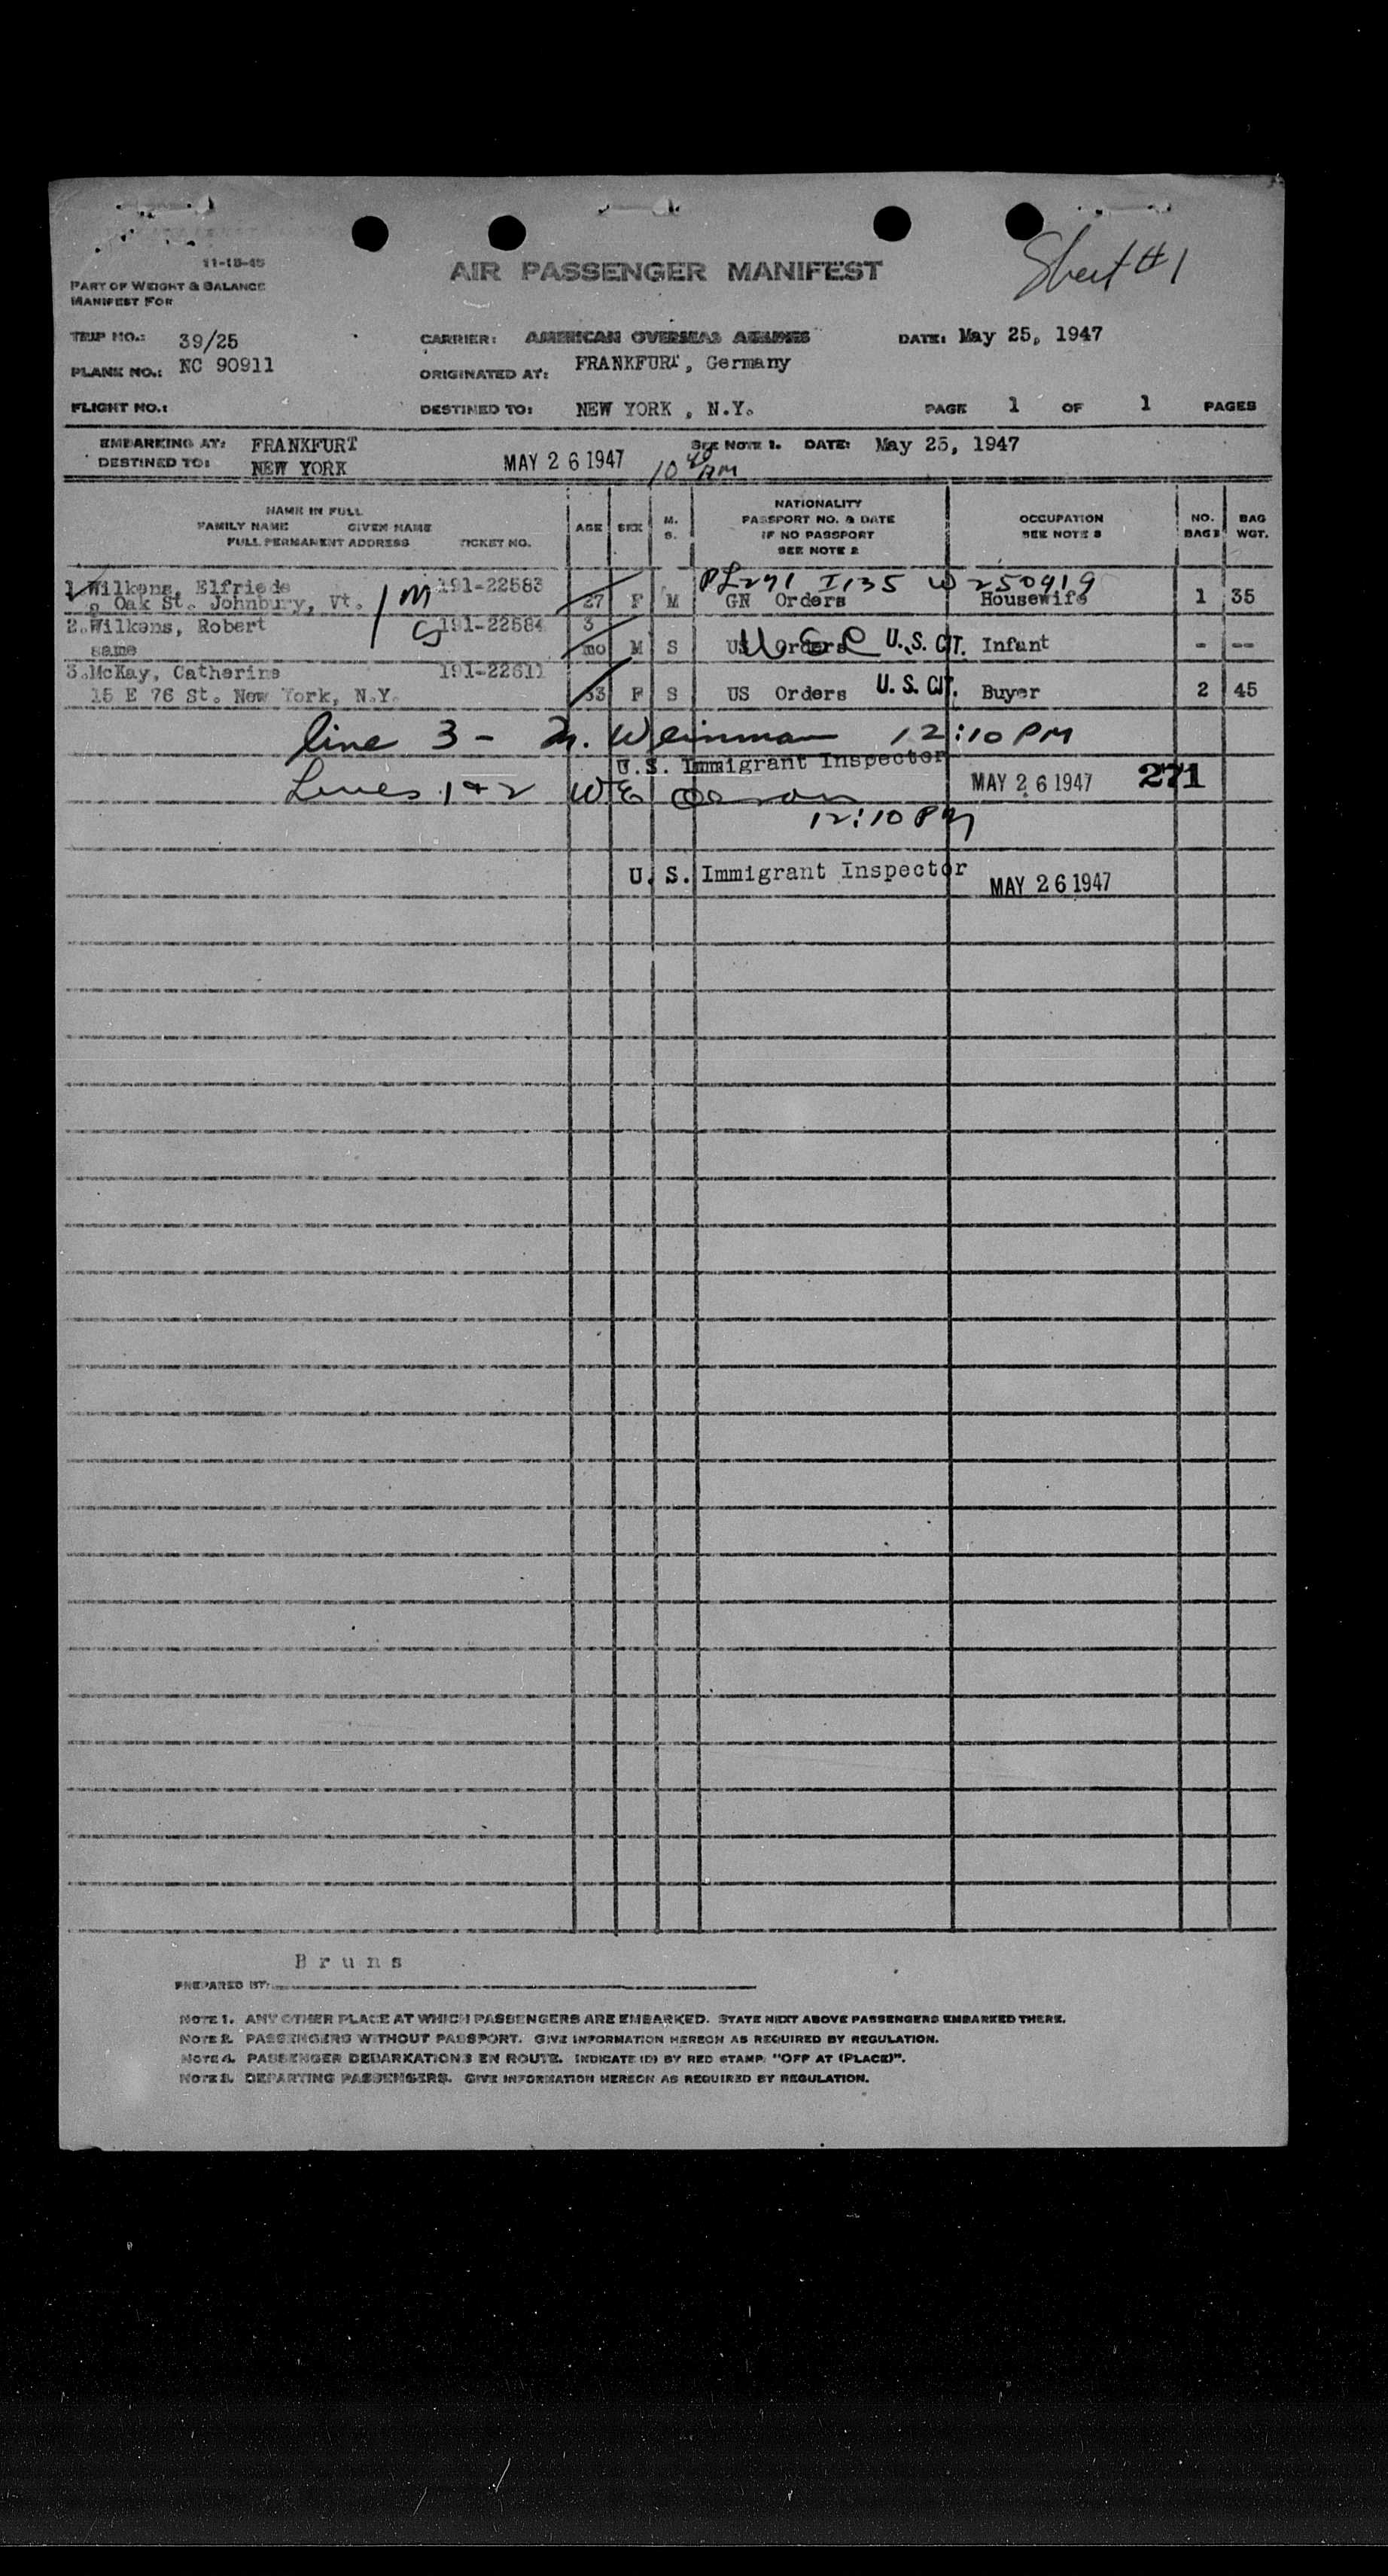 11-15-45
AIR PASSENGER MANIFEST
Sheet #1
PART OF WEIGHT & BALANCE
MANIFEST FOR
TRIP NO.: 39/25 CARRIER: AMERICAN OVERSEAS AIRLINES DATE: May 25, 1947
PLANE NO.: NC 90911 ORIGINATED AT: FRANKFURT, Germany
FLIGHT NO.: DESTINED TO: NEW YORK , N.Y. PAGE 1 OF 1 PAGES
EMBARKING AT: FRANKFURT SEE NOTE 1. DATE: May 25, 1947
DESTINED TO: NEW YORK MAY 26 1947 10 40 AM
NAME IN FULL
FAMILY NAME GIVEN NAME
FULL PERMANENT ADDRESS TICKET NO.
AGE SEX M. S.
NATIONALITY
PASSPORT NO. & DATE
IF NO PASSPORT
SEE NOTE 2
OCCUPATION
SEE NOTE 3
NO. BAGS
BAG WGT.
PL271 I135 W 250919
1 Wilkens, Elfriede M 191-22583
9 Oak St. Johnbury, Vt. 27 F M GN Orders Housewife 1 35
2.Wilkens, Robert S 191-22584 3
same mo M S US Orders U.S. CIT. Infant - --
3.McKay, Catherine 191-22611
15 E 76 St. New York, N.Y. 33 F S US Orders U.S. CIT. Buyer 2 45
line 3 - M. Weinman 12:10 PM
U.S. Immigrant Inspector MAY 26 1947 271
Lines 1 + 2 WE
12:10 PM
U. S. Immigrant Inspector MAY 26 1947
Bruns
PREPARED BY:
NOTE 1. ANY OTHER PLACE AT WHICH PASSENGERS ARE EMBARKED. STATE NEXT ABOVE PASSENGERS EMBARKED THERE.
NOTE 2. PASSENGERS WITHOUT PASSPORT. GIVE INFORMATION HEREON AS REQUIRED BY REGULATION.
NOTE 4. PASSENGER DEBARKATIONS EN ROUTE. INDICATE (D) BY RED STAMP: "OFF AT (PLACE)".
NOTE 3. DEPARTING PASSENGERS. GIVE INFORMATION HEREON AS REQUIRED BY REGULATION.